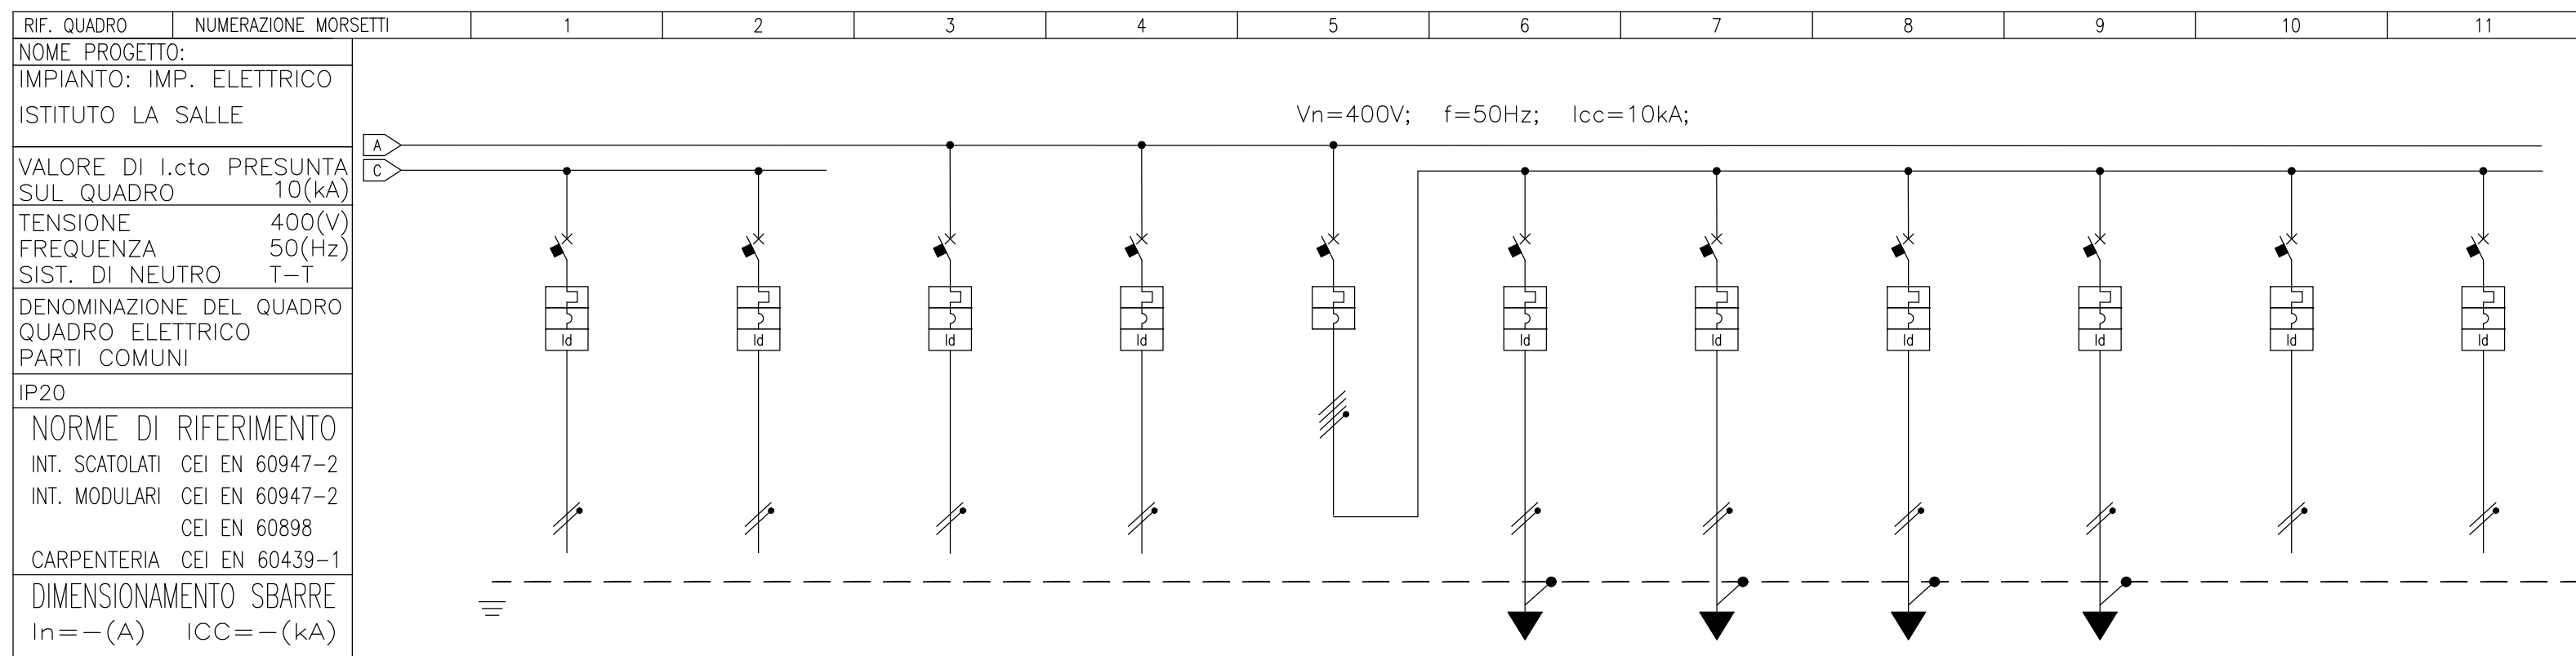 RIF. QUADRO NUMERAZIONE MORSETTI 1 2 3 4 5 6 7 8 9 10 11
NOME PROGETTO:
IMPIANTO: IMP. ELETTRICO
ISTITUTO LA SALLE
Vn=400V; f=50Hz; Icc=10kA;
A
C
VALORE DI I.cto PRESUNTA
SUL QUADRO 10(kA)
TENSIONE 400(V)
FREQUENZA 50(Hz)
SIST. DI NEUTRO T-T
DENOMINAZIONE DEL QUADRO
QUADRO ELETTRICO
PARTI COMUNI
Id Id Id Id Id Id Id Id Id Id
IP20
NORME DI RIFERIMENTO
INT. SCATOLATI CEI EN 60947-2
INT. MODULARI CEI EN 60947-2
CEI EN 60898
CARPENTERIA CEI EN 60439-1
DIMENSIONAMENTO SBARRE
In=-(A) ICC=-(kA)